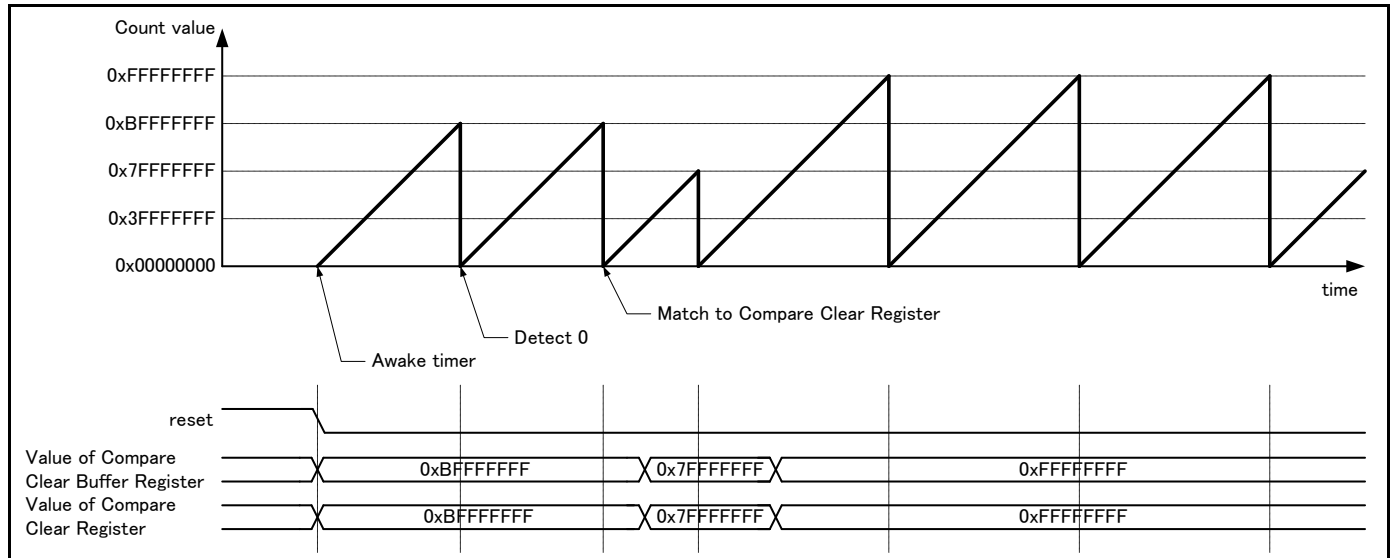 Count value
0xFFFFFFFF
0xBFFFFFFF
0x7FFFFFFF
0x3FFFFFFF
0x00000000
time
Match to Compare Clear Register
Detect 0
Awake timer
reset
Value of Compare
Clear Buffer Register
0xBFFFFFFF 0x7FFFFFFF 0xFFFFFFFF
Value of Compare
Clear Register
0xBFFFFFFF 0x7FFFFFFF 0xFFFFFFFF